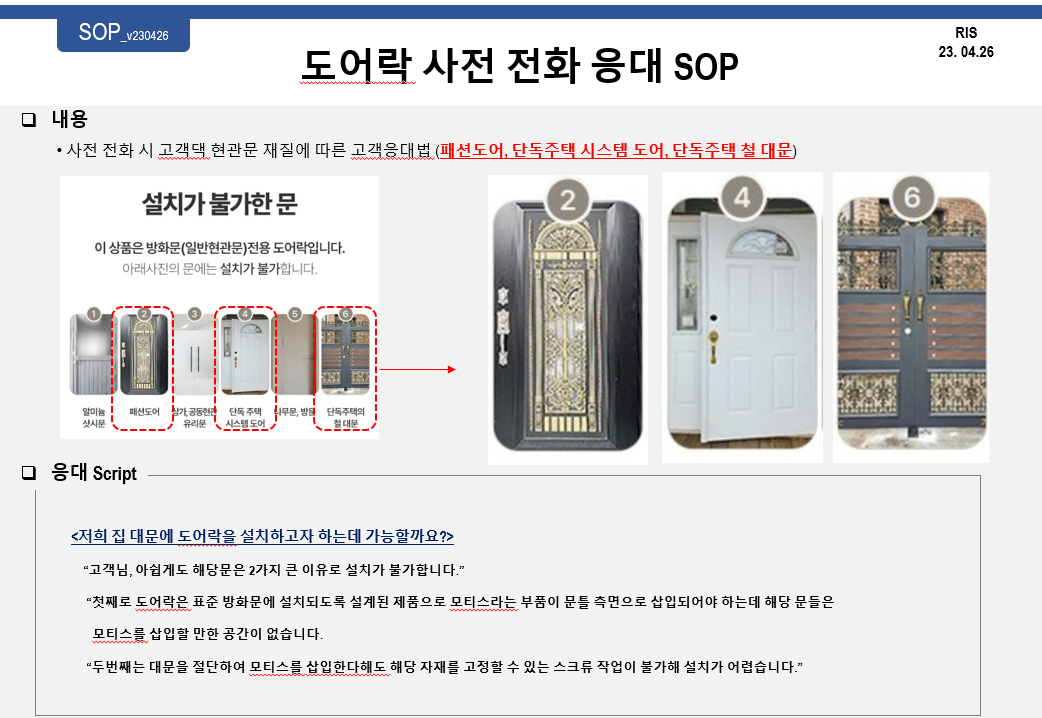 SOP_v230426
RIS
23. 04.26
도어락 사전 전화 응대 SOP
❑ 내용
• 사전 전화 시 고객댁 현관문 재질에 따른 고객응대법 (패션도어, 단독주택 시스템 도어, 단독주택 철 대문)
설치가 불가한 문
이 상품은 방화문(일반현관문)전용 도어락입니다.
아래사진의 문에는 설치가 불가합니다.
1 2 3 4 5 6
알미늄
샷시문
패션도어
상가, 공동현관
유리문
단독 주택
시스템 도어
나무문, 방문
단독주택의
철 대문
2
4
6
❑ 응대 Script
<저희 집 대문에 도어락을 설치하고자 하는데 가능할까요?>
“고객님, 아쉽게도 해당문은 2가지 큰 이유로 설치가 불가합니다.”
“첫째로 도어락은 표준 방화문에 설치되도록 설계된 제품으로 모티스라는 부품이 문틀 측면으로 삽입되어야 하는데 해당 문들은
모티스를 삽입할 만한 공간이 없습니다.
“두번째는 대문을 절단하여 모티스를 삽입한다해도 해당 자재를 고정할 수 있는 스크류 작업이 불가해 설치가 어렵습니다.”